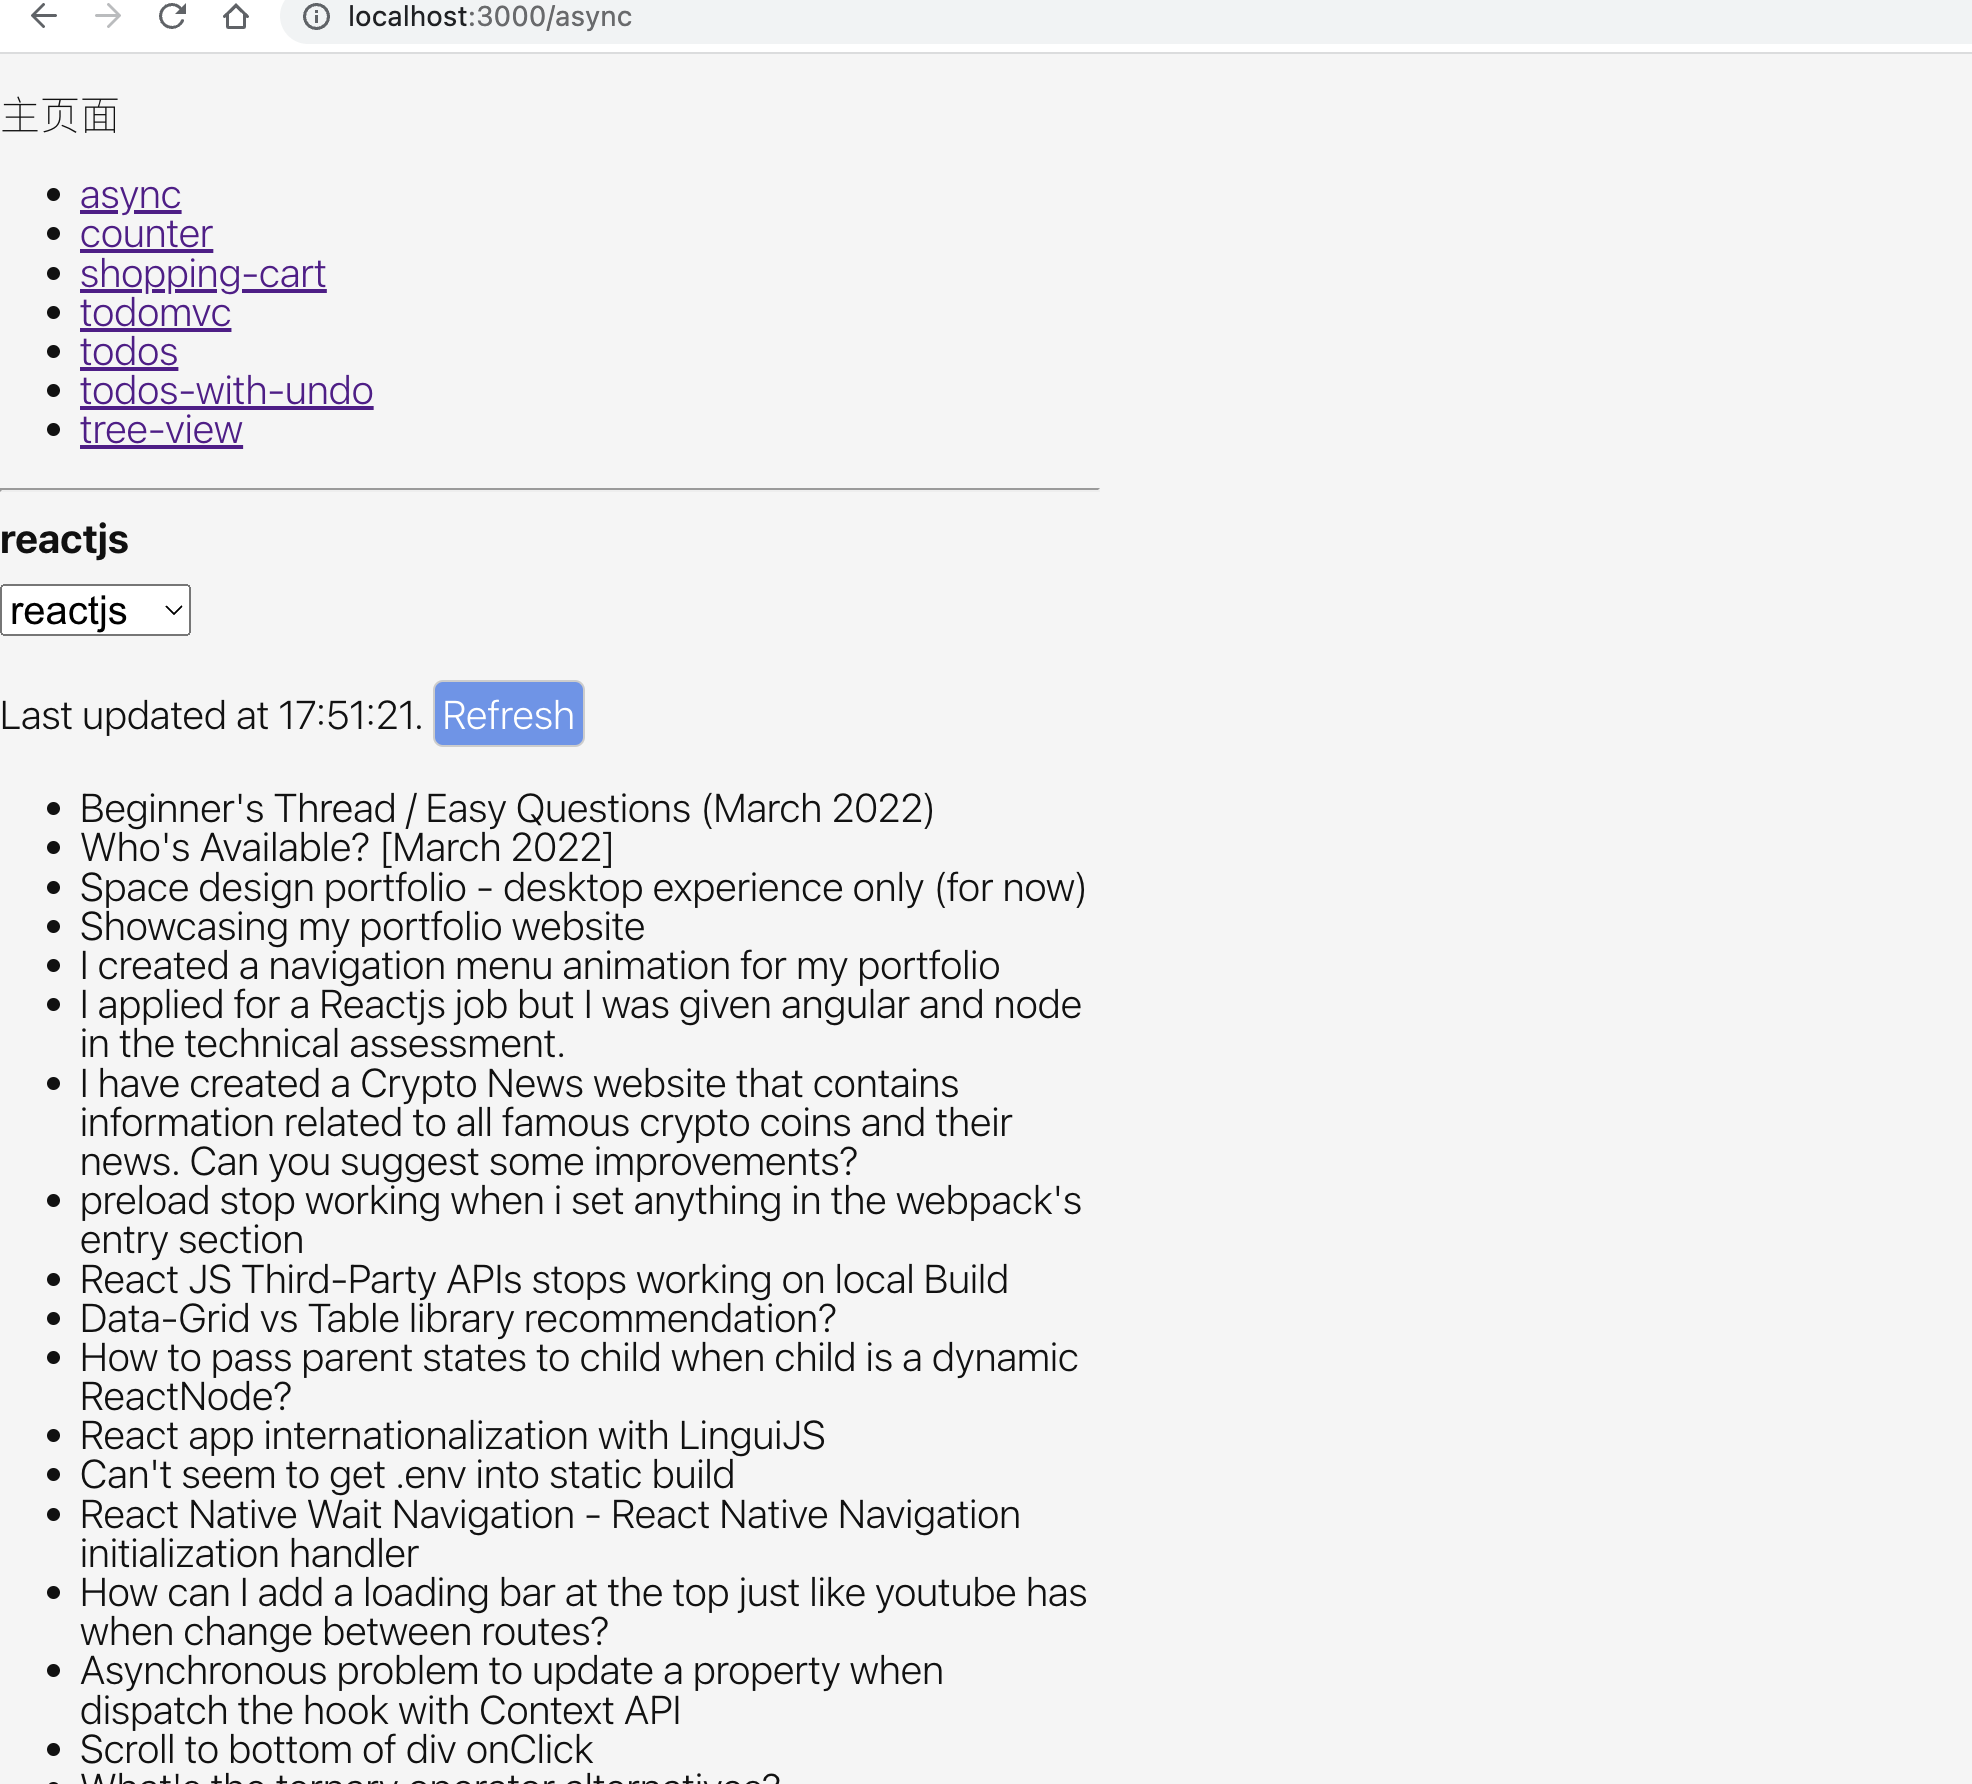 localhost:3000/async
主页面
async
counter
shopping-cart
todomvc
todos
todos-with-undo
tree-view
reactjs
reactjs
Last updated at 17:51:21. Refresh
Beginner's Thread / Easy Questions (March 2022)
Who's Available? [March 2022]
Space design portfolio - desktop experience only (for now)
Showcasing my portfolio website
I created a navigation menu animation for my portfolio
I applied for a Reactjs job but I was given angular and node
in the technical assessment.
I have created a Crypto News website that contains
information related to all famous crypto coins and their
news. Can you suggest some improvements?
preload stop working when i set anything in the webpack's
entry section
React JS Third-Party APIs stops working on local Build
Data-Grid vs Table library recommendation?
How to pass parent states to child when child is a dynamic
ReactNode?
React app internationalization with LinguiJS
Can't seem to get .env into static build
React Native Wait Navigation - React Native Navigation
initialization handler
How can I add a loading bar at the top just like youtube has
when change between routes?
Asynchronous problem to update a property when
dispatch the hook with Context API
Scroll to bottom of div onClick
What's the ternary operator alternatives?